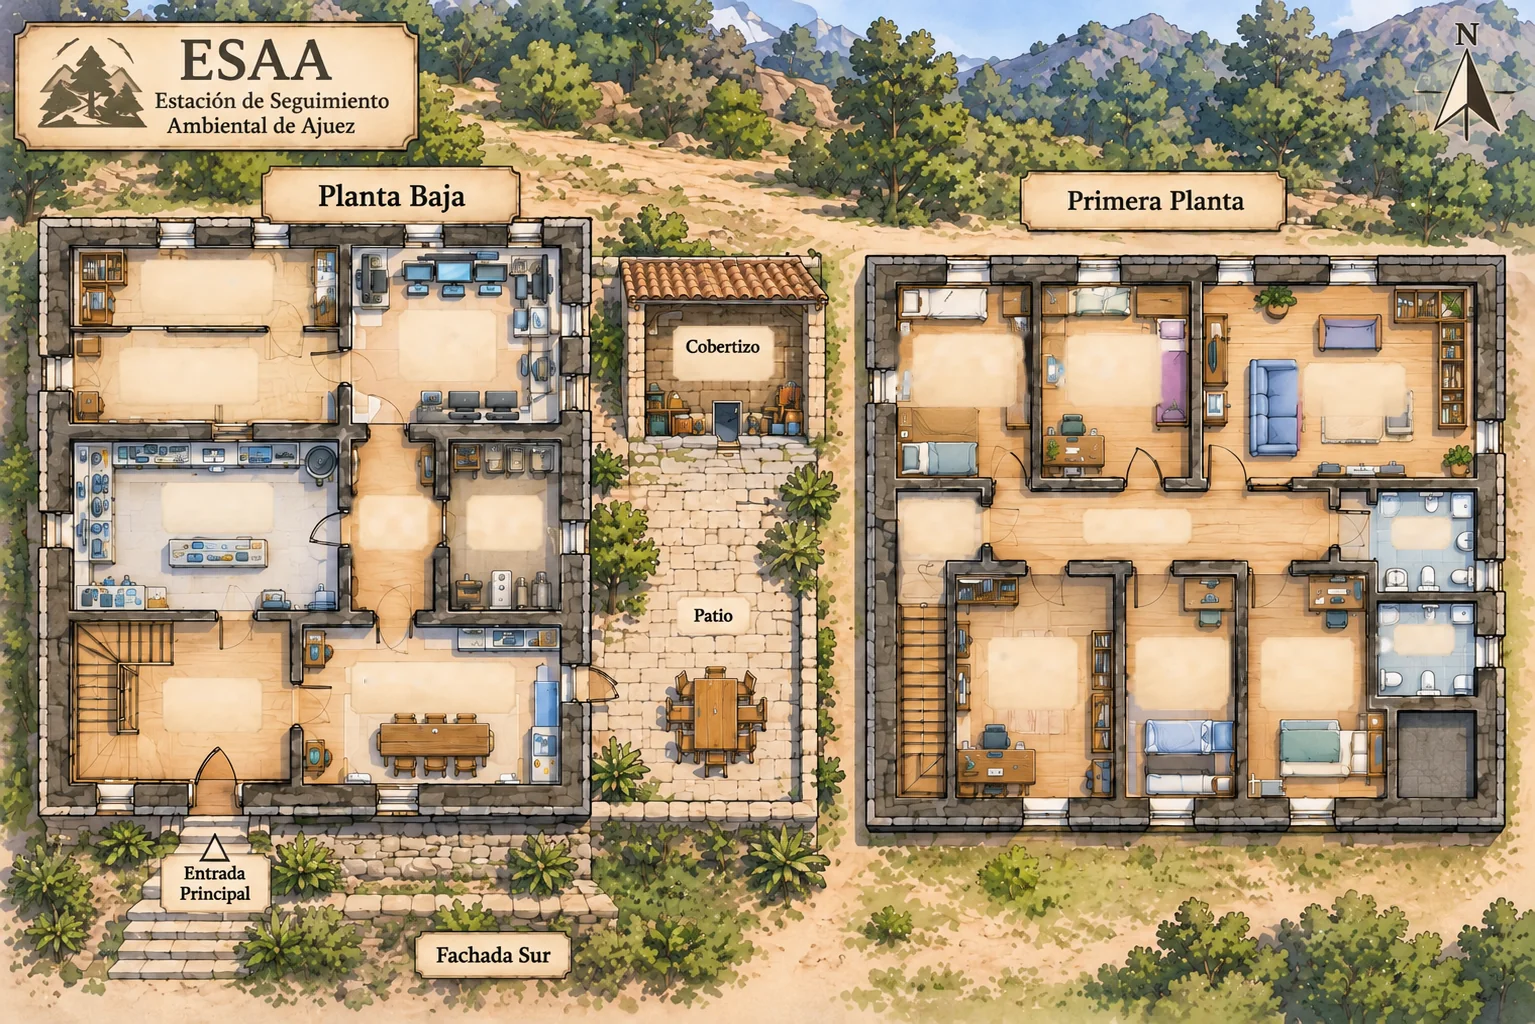 ESAA
Estación de Seguimiento
Ambiental de Ajuez
N
Planta Baja
Primera Planta
Cobertizo
Patio
Entrada
Principal
Fachada Sur